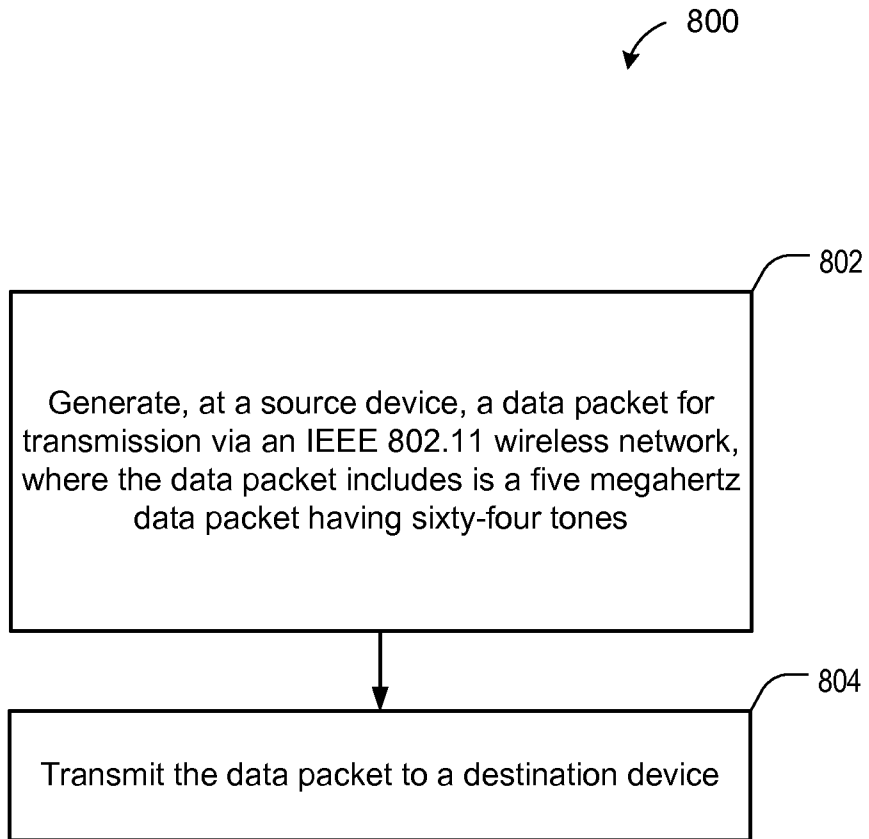 800
802
Generate, at a source device, a data packet for
transmission via an IEEE 802.11 wireless network,
where the data packet includes is a five megahertz
data packet having sixty-four tones
804
Transmit the data packet to a destination device